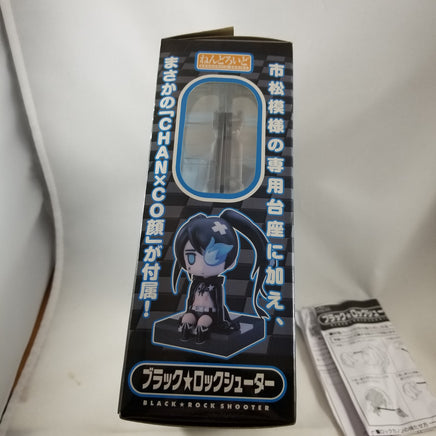 ねんどろいど
市松模様の専用台座に加え、
まさかの「CHAN×CO顔」が付属!
ブラック★ロックシューター
BLACK★ROCK SHOOTER
ブラック★ロックシューター